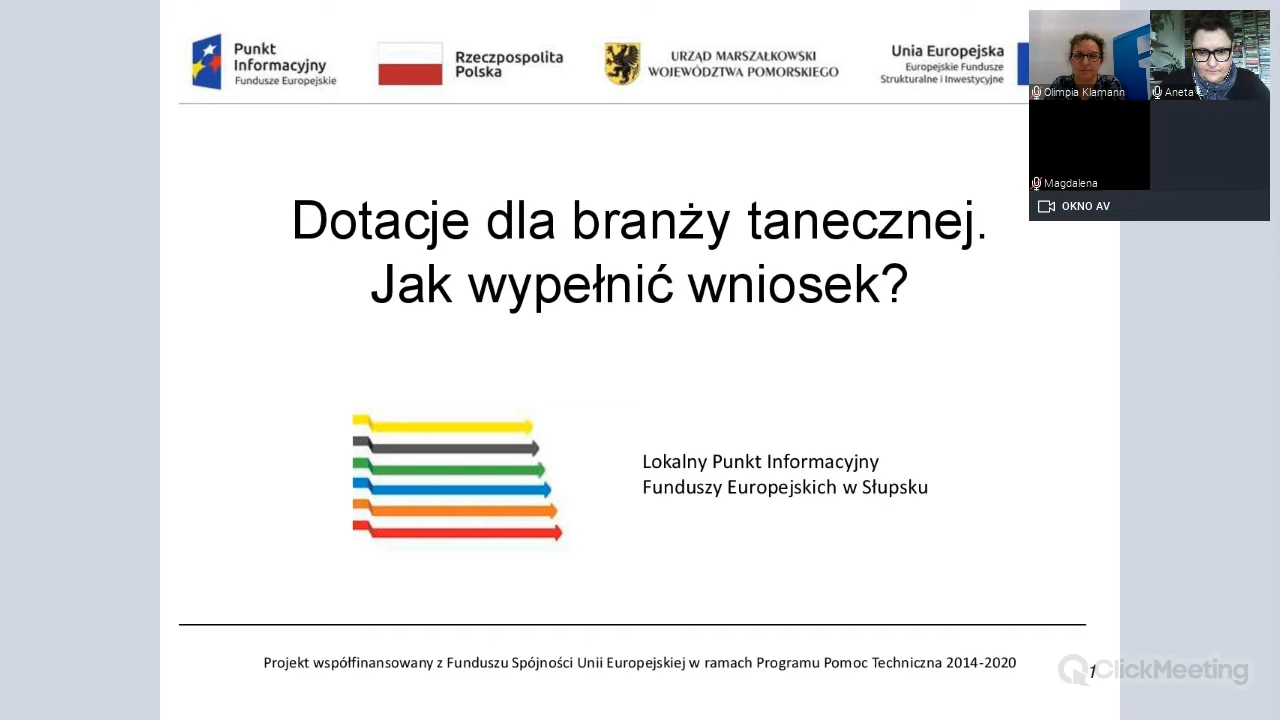 Punkt
Informacyjny
Fundusze Europejskie
Rzeczpospolita
Polska
URZĄD MARSZAŁKOWSKI
WOJEWÓDZTWA POMORSKIEGO
Unia Europejska
Europejskie Fundusze
Strukturalne i Inwestycyjne
Olimpia Klamann
Aneta
Magdalena
OKNO AV
Dotacje dla branży tanecznej.
Jak wypełnić wniosek?
Lokalny Punkt Informacyjny
Funduszy Europejskich w Słupsku
Projekt współfinansowany z Funduszu Spójności Unii Europejskiej w ramach Programu Pomoc Techniczna 2014-2020
1
ClickMeeting